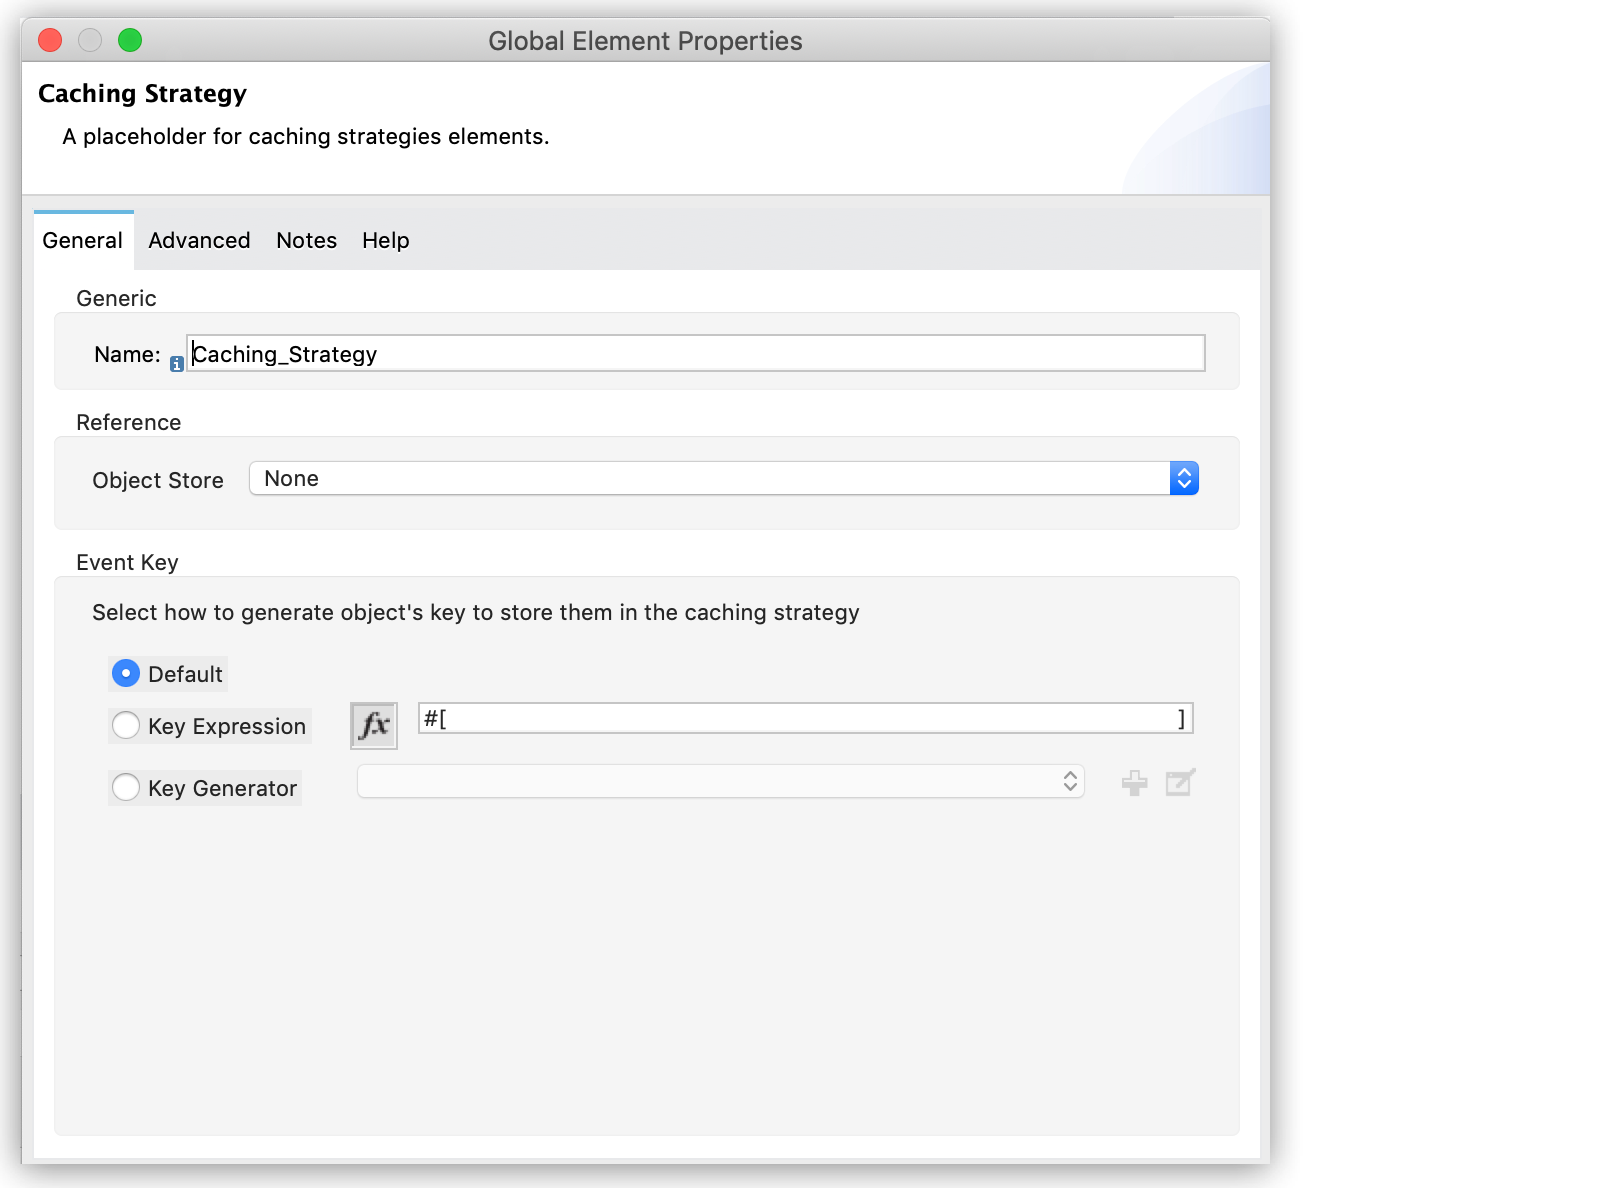 Global Element Properties
Caching Strategy
A placeholder for caching strategies elements.
General Advanced Notes Help
Generic
Name: Caching_Strategy
Reference
Object Store None
Event Key
Select how to generate object's key to store them in the caching strategy
Default
Key Expression fx #[ ]
Key Generator